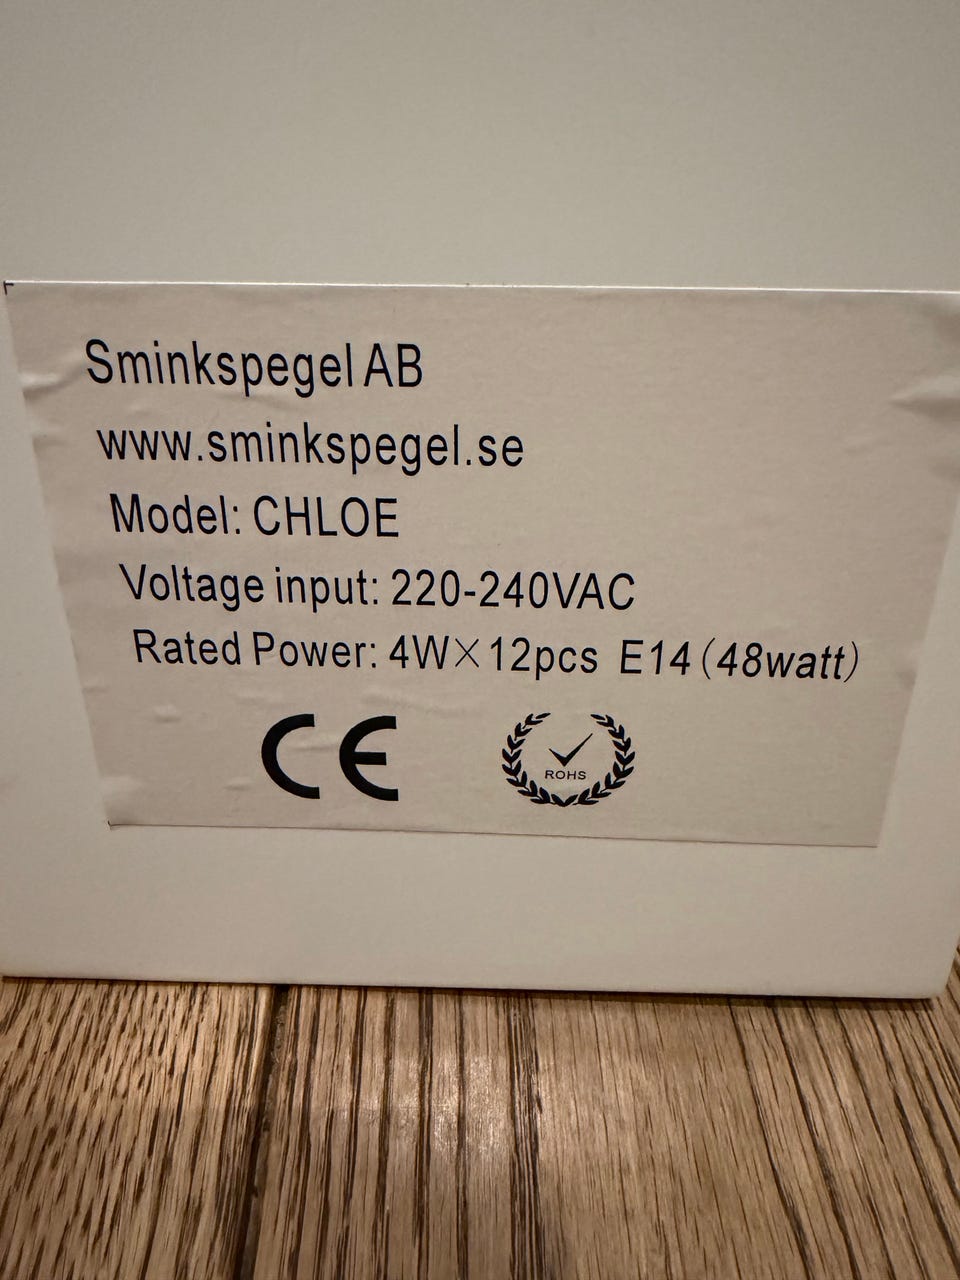 Sminkspegel AB
www.sminkspegel.se
Model: CHLOE
Voltage input: 220-240VAC
Rated Power: 4W×12pcs E14(48watt)
CE
ROHS